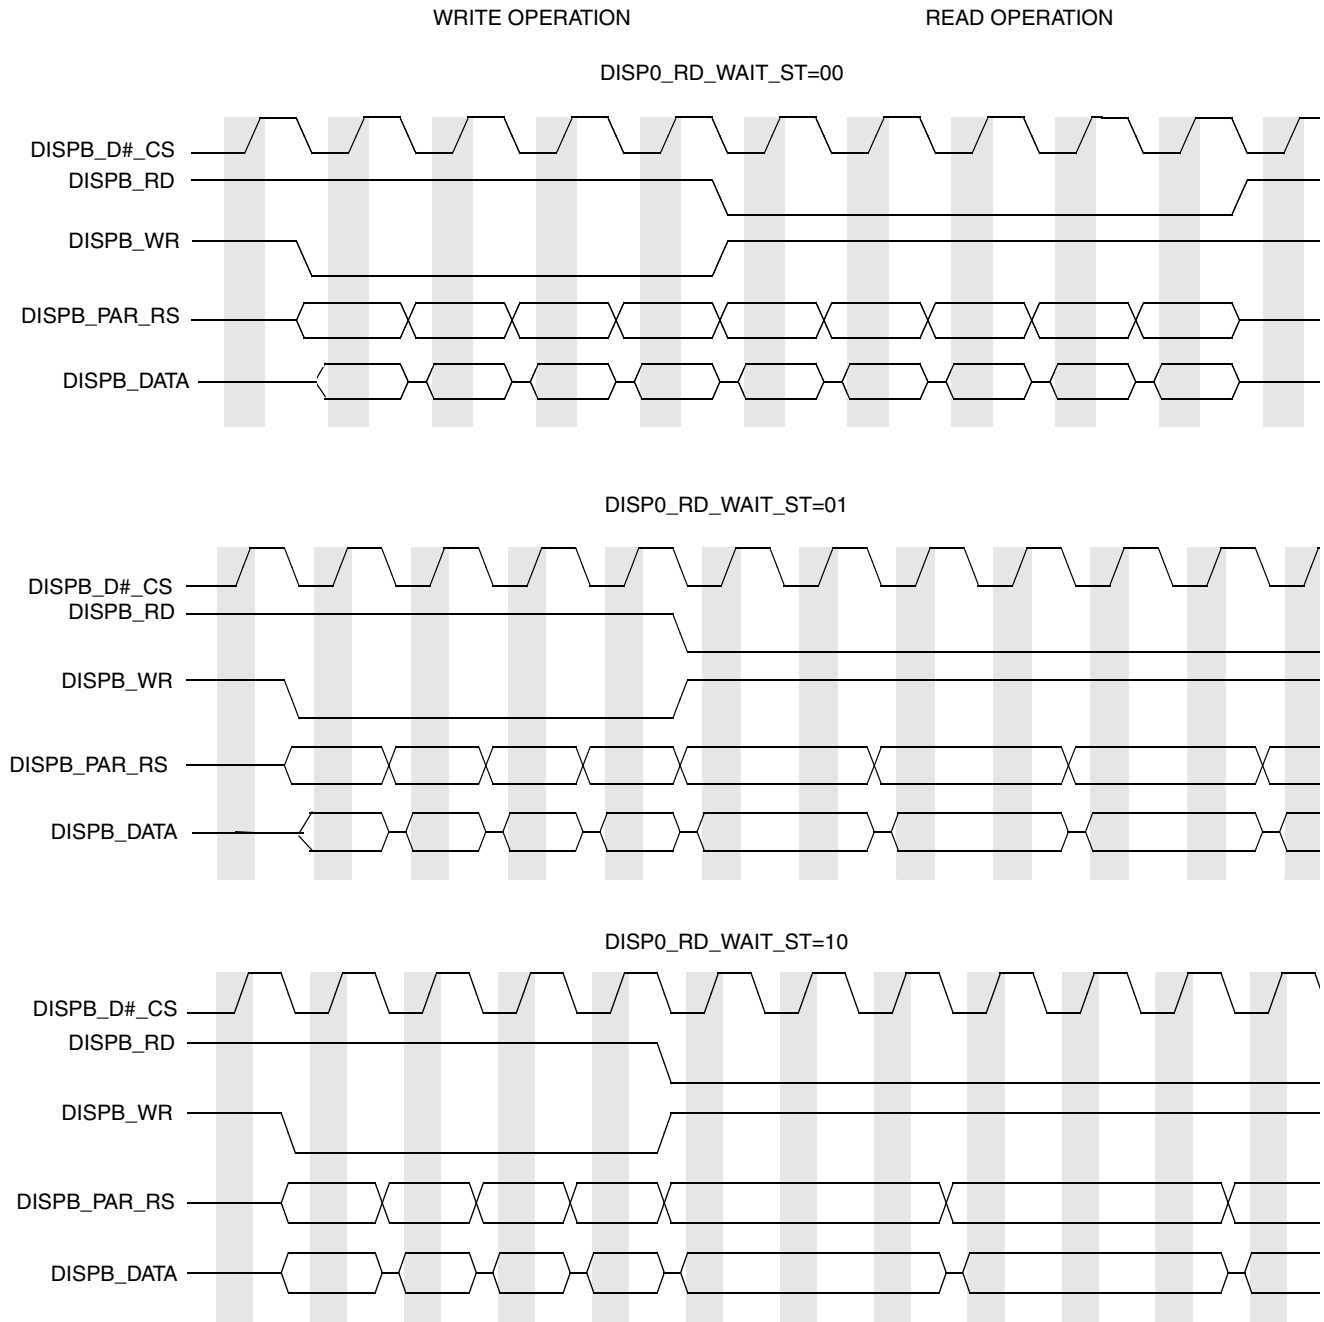 WRITE OPERATION
READ OPERATION
DISP0_RD_WAIT_ST=00
DISPB_D#_CS
DISPB_RD
DISPB_WR
DISPB_PAR_RS
DISPB_DATA
DISP0_RD_WAIT_ST=01
DISPB_D#_CS
DISPB_RD
DISPB_WR
DISPB_PAR_RS
DISPB_DATA
DISP0_RD_WAIT_ST=10
DISPB_D#_CS
DISPB_RD
DISPB_WR
DISPB_PAR_RS
DISPB_DATA